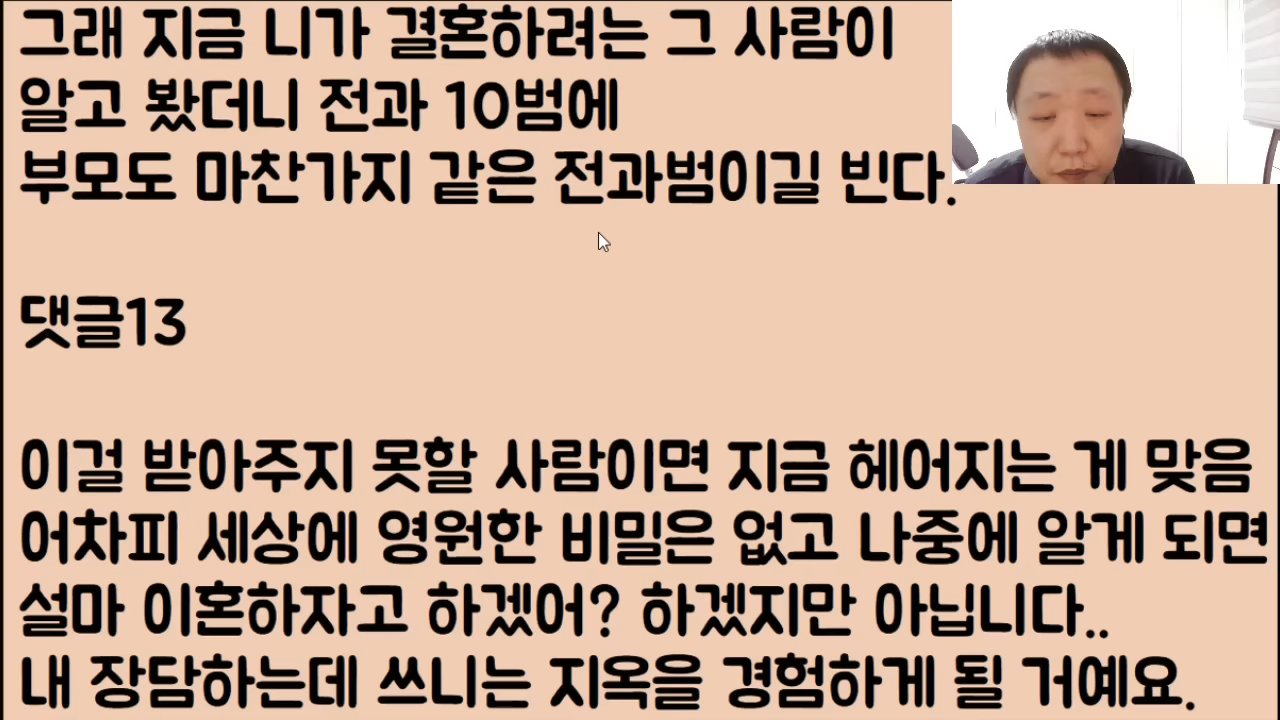 그래 지금 니가 결혼하려는 그 사람이
알고 봤더니 전과 10범에
부모도 마찬가지 같은 전과범이길 빈다.
댓글13
이걸 받아주지 못할 사람이면 지금 헤어지는 게 맞음
어차피 세상에 영원한 비밀은 없고 나중에 알게 되면
설마 이혼하자고 하겠어? 하겠지만 아닙니다..
내 장담하는데 쓰니는 지옥을 경험하게 될 거예요.